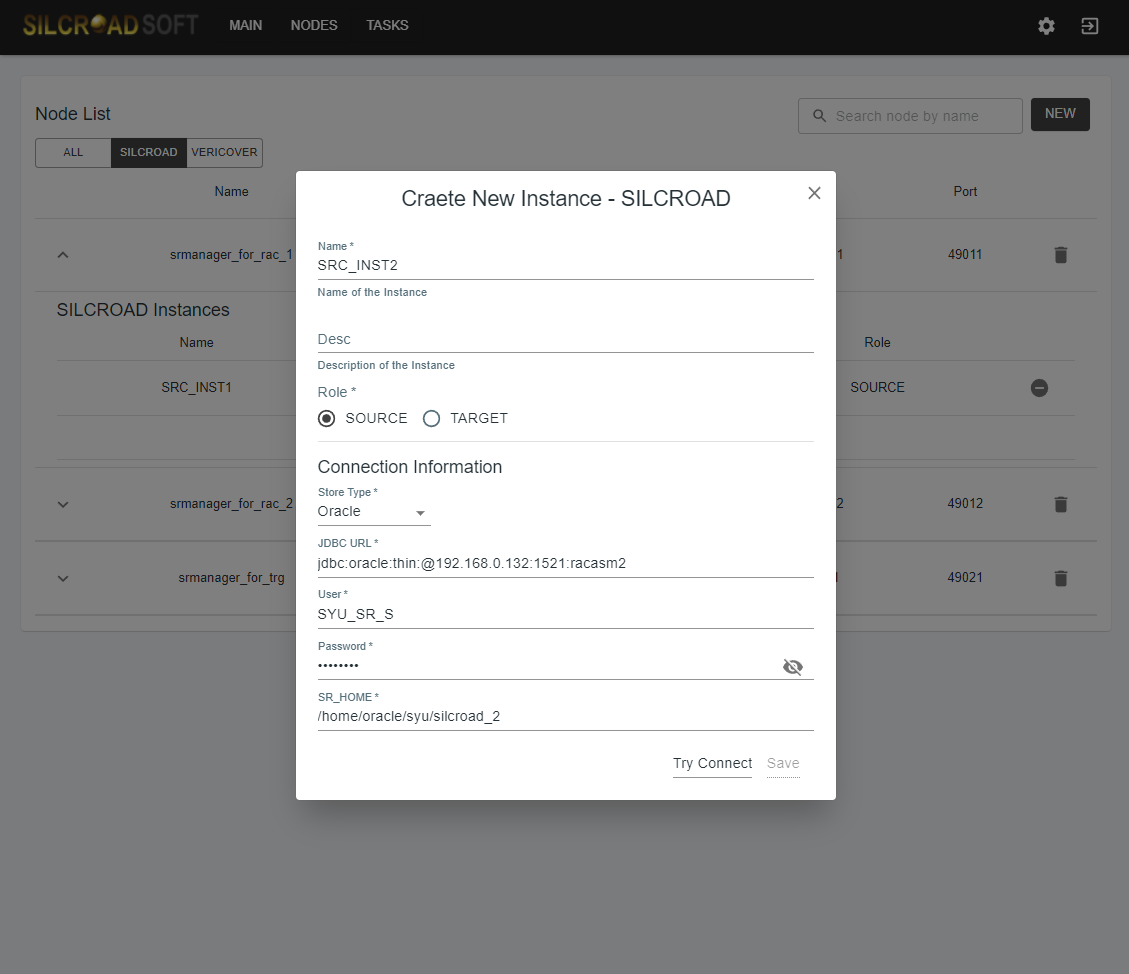 SILCROAD SOFT MAIN NODES TASKS
Node List
Search node by name NEW
ALL SILCROAD VERICOVER
Name Port
srmanager_for_rac_1 1 49011
SILCROAD Instances
Name Role
SRC_INST1 SOURCE
srmanager_for_rac_2 2 49012
srmanager_for_trg 49021
Craete New Instance - SILCROAD
Name *
SRC_INST2
Name of the Instance
Desc
Description of the Instance
Role *
SOURCE TARGET
Connection Information
Store Type *
Oracle
JDBC URL *
jdbc:oracle:thin:@192.168.0.132:1521:racasm2
User *
SYU_SR_S
Password *
••••••••
SR_HOME *
/home/oracle/syu/silcroad_2
Try Connect Save